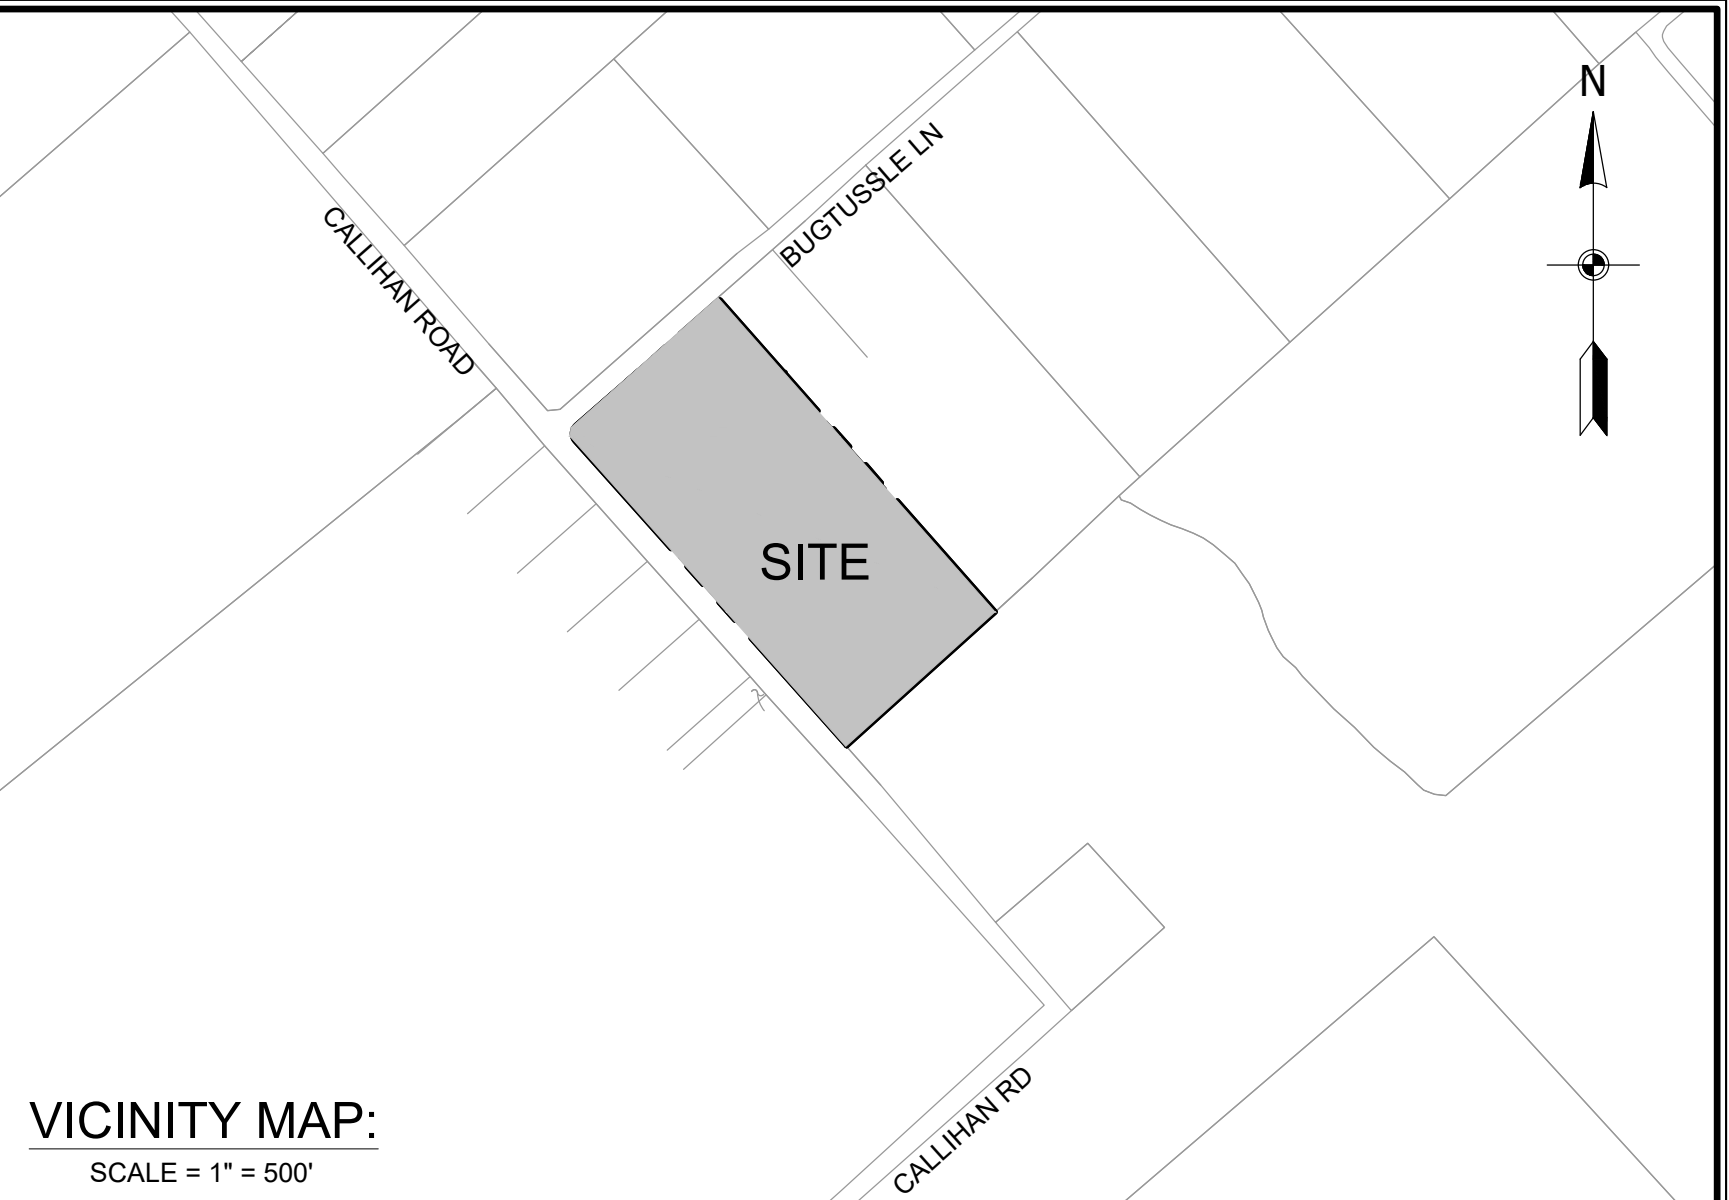 N
BUGTUSSLE LN
CALLIHAN ROAD
SITE
CALLIHAN RD
VICINITY MAP:
SCALE = 1" = 500'